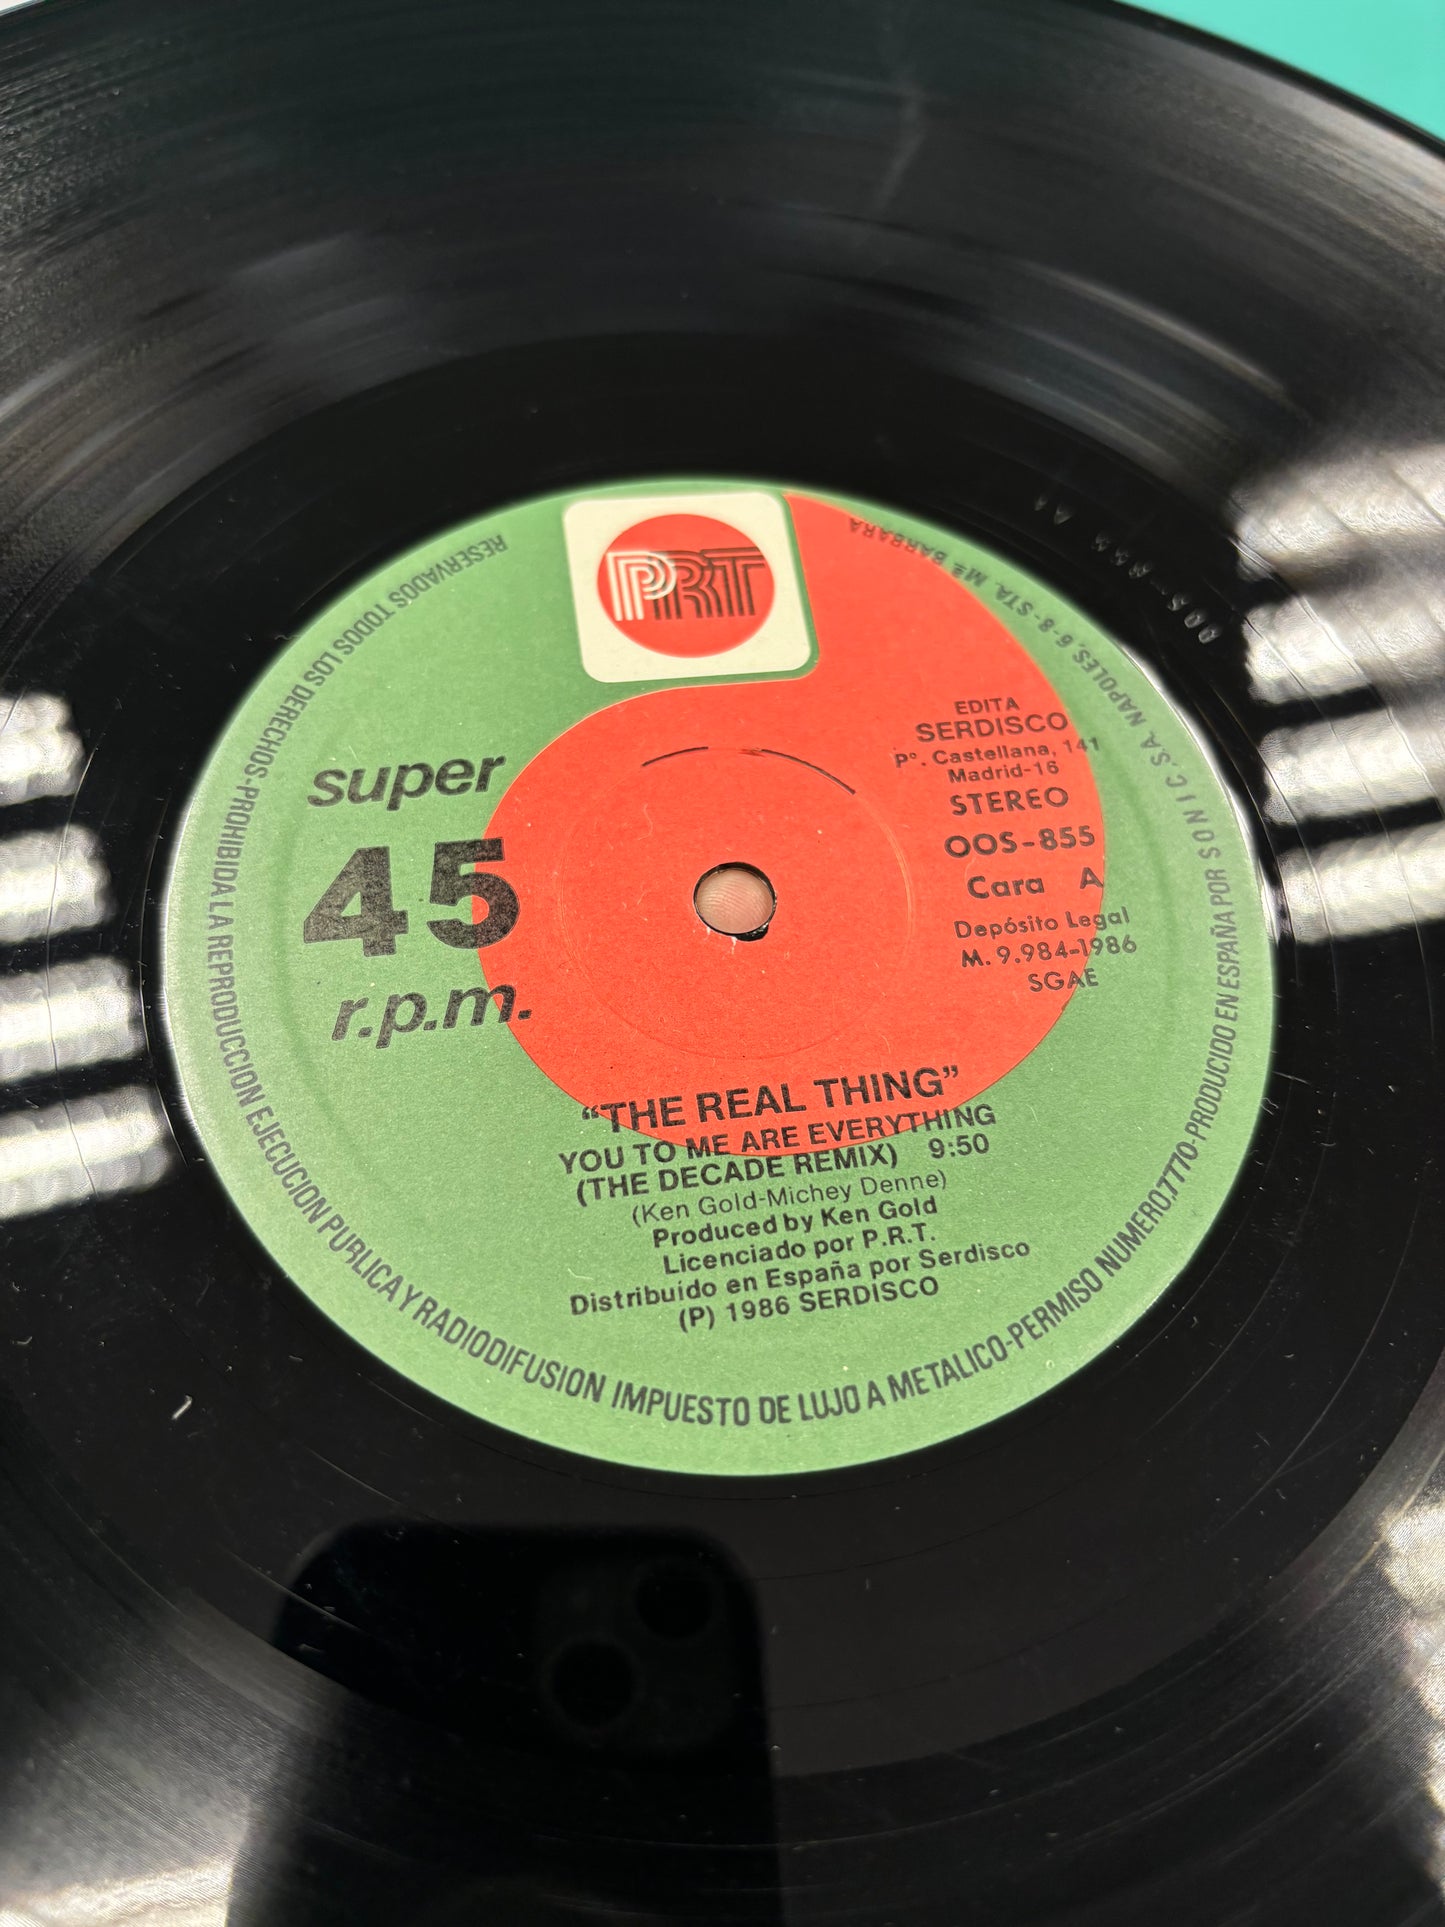 PRT
super
45
r.p.m.
EDITA
SERDISCO
Pº. Castellana, 141
Madrid-16
STEREO
OOS-855
Cara A
Depósito Legal
M. 9.984-1986
SGAE
"THE REAL THING"
YOU TO ME ARE EVERYTHING
(THE DECADE REMIX) 9:50
(Ken Gold-Michey Denne)
Produced by Ken Gold
Licenciado por P.R.T.
Distribuído en España por Serdisco
(P) 1986 SERDISCO
RESERVADOS TODOS LOS DERECHOS-PROHIBIDA LA REPRODUCCION EJECUCION PUBLICA Y RADIODIFUSION IMPUESTO DE LUJO A METALICO-PERMISO NUMERO.7770-PRODUCIDO EN ESPAÑA POR SONIC, S.A. NAPOLES, 6-8-STA. Mª BARBARA